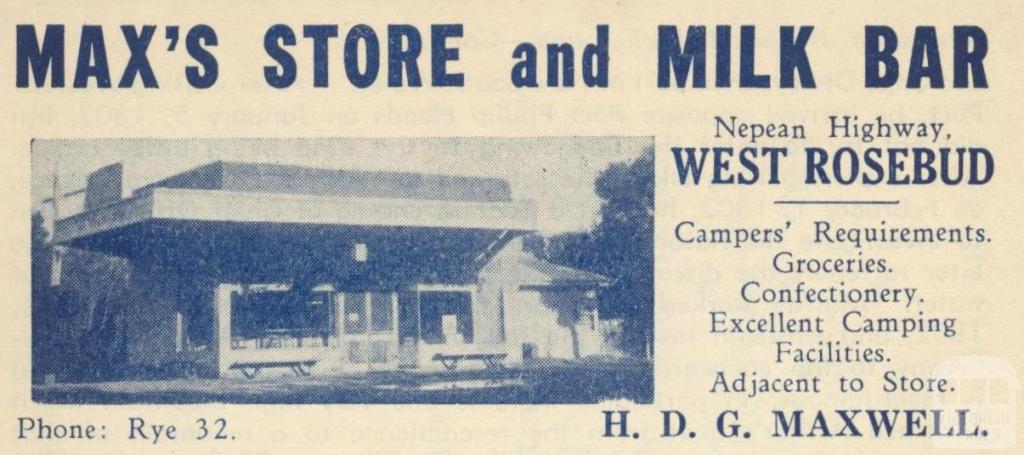 MAX'S STORE and MILK BAR
Nepean Highway,
WEST ROSEBUD
Campers' Requirements.
Groceries.
Confectionery.
Excellent Camping
Facilities.
Adjacent to Store.
Phone: Rye 32.
H. D. G. MAXWELL.